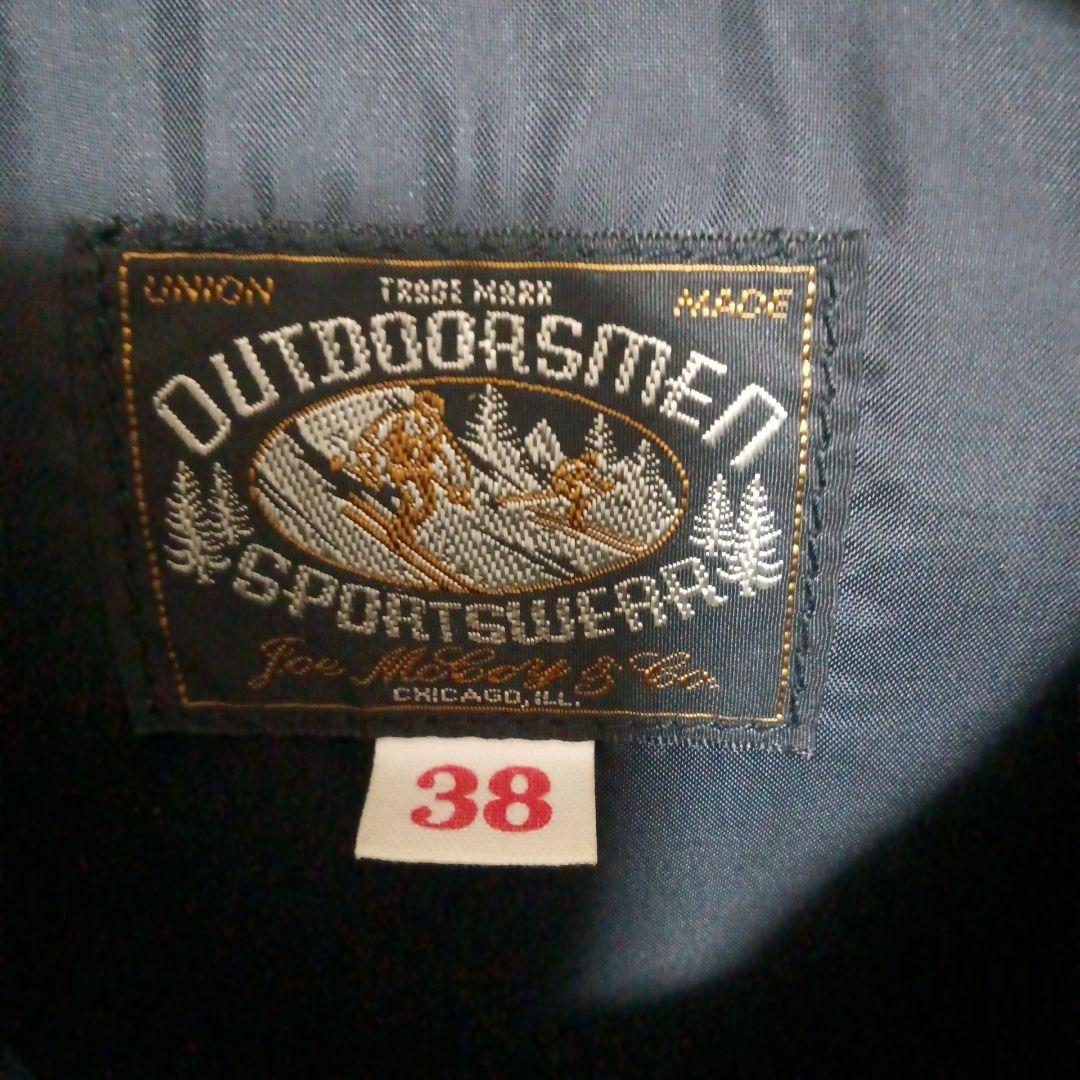 UNION TRADE MARK MADE
OUTDOORSMEN
SPORTSWEAR
Joe McCoy & Co.
CHICAGO, ILL.
38